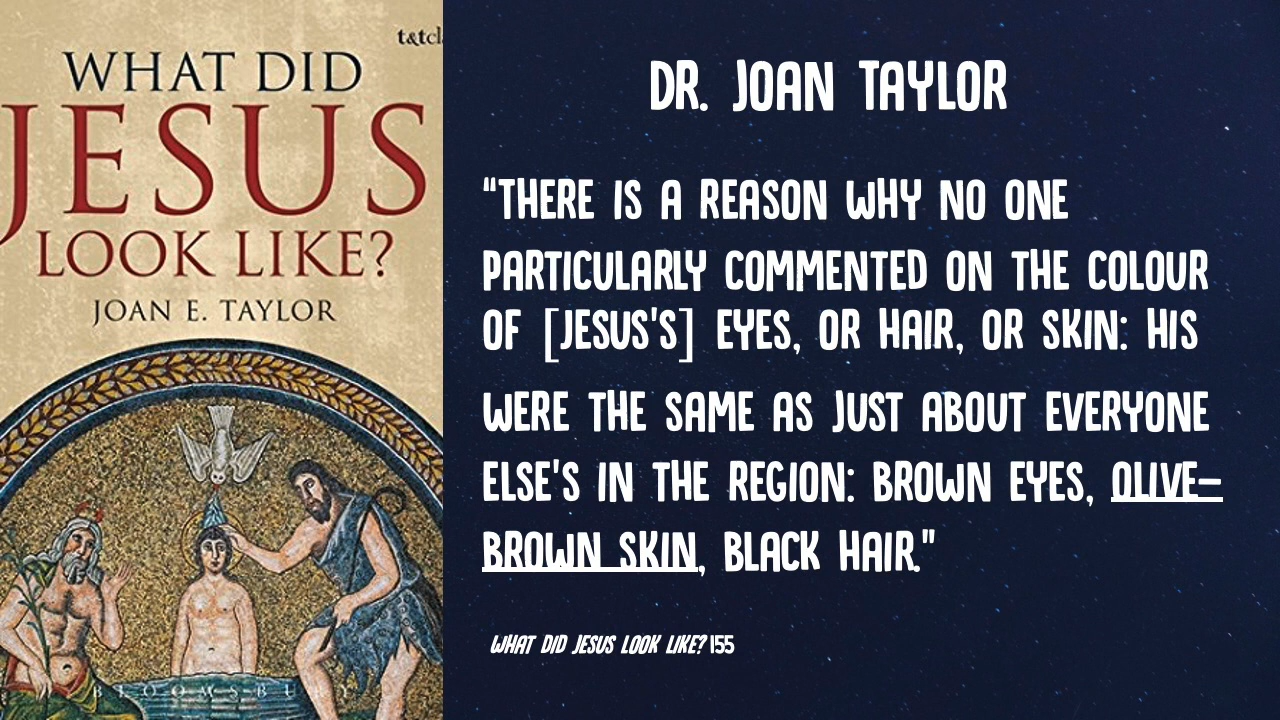 t&tcl
WHAT DID
JESUS
LOOK LIKE?
JOAN E. TAYLOR
BLOOMSBURY
DR. JOAN TAYLOR
"THERE IS A REASON WHY NO ONE
PARTICULARLY COMMENTED ON THE COLOUR
OF [JESUS'S] EYES, OR HAIR, OR SKIN: HIS
WERE THE SAME AS JUST ABOUT EVERYONE
ELSE'S IN THE REGION: BROWN EYES, OLIVE-
BROWN SKIN, BLACK HAIR."
WHAT DID JESUS LOOK LIKE? 155